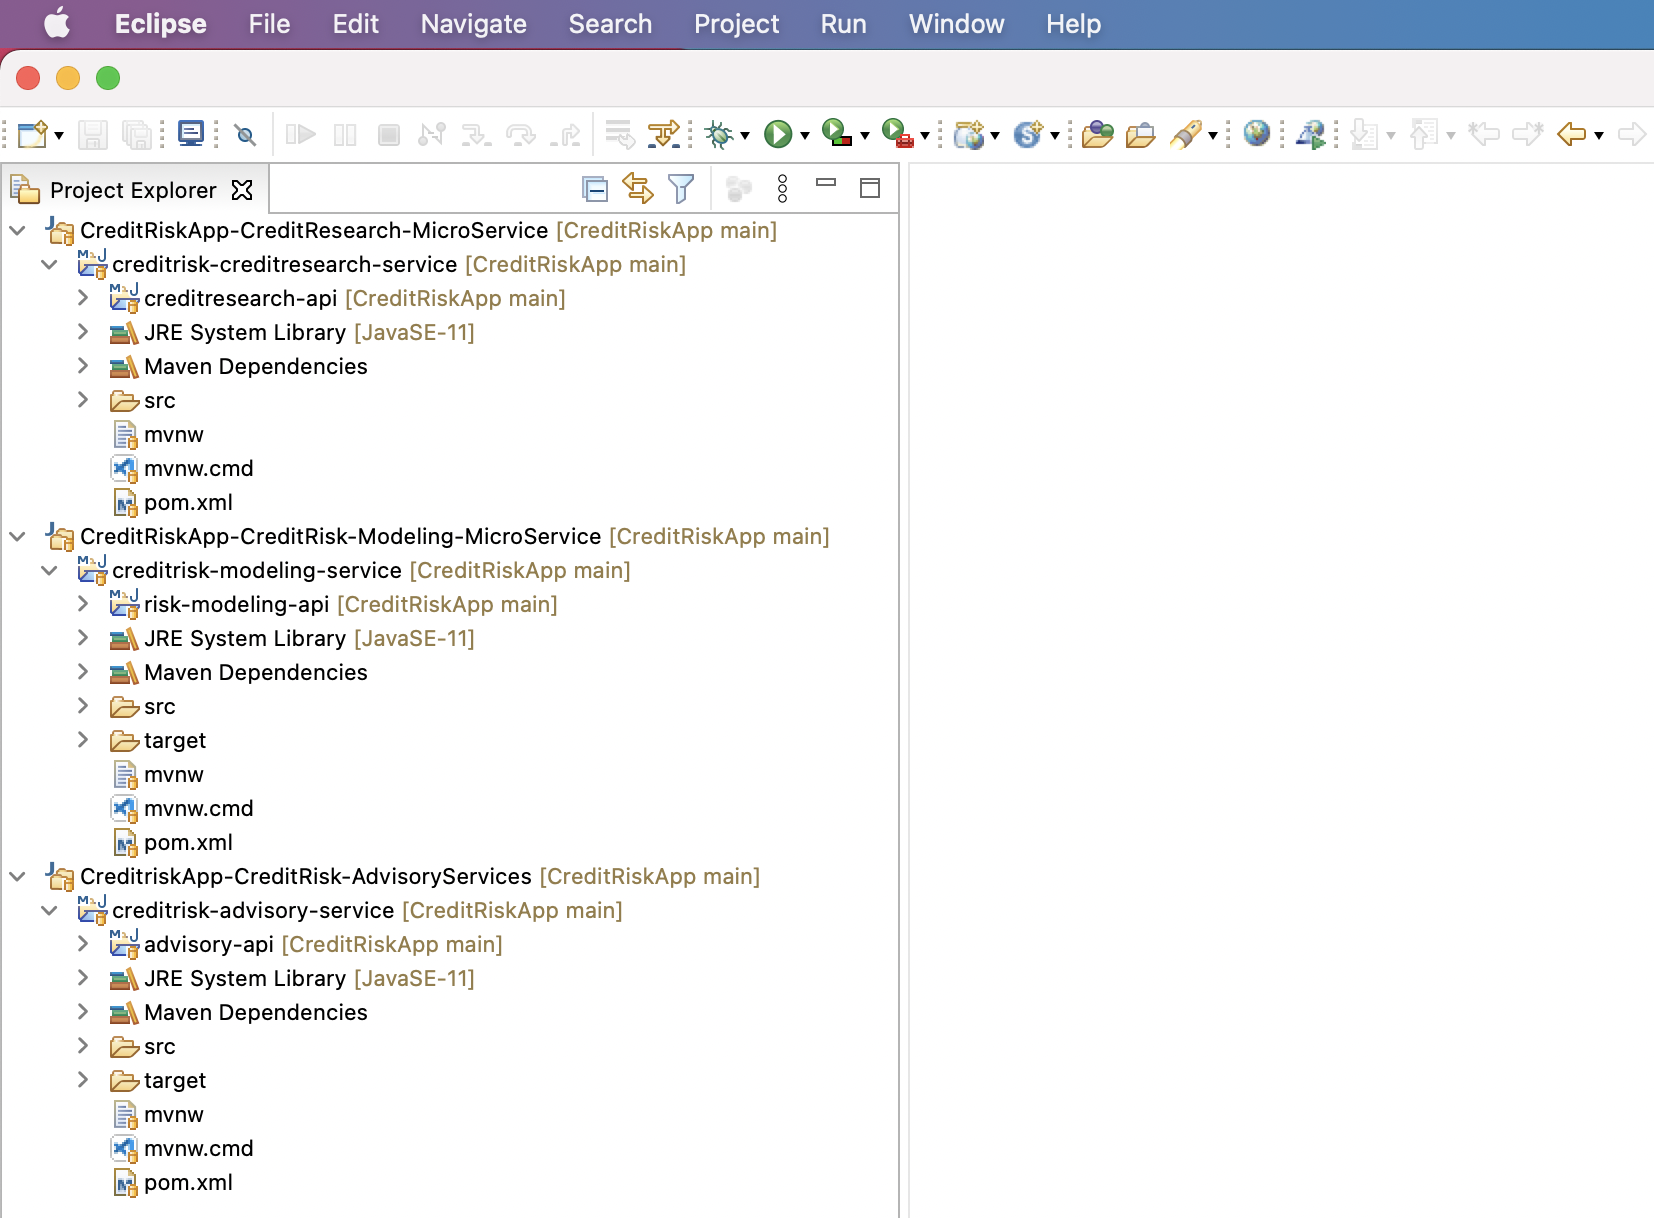 Eclipse File Edit Navigate Search Project Run Window Help
Project Explorer
CreditRiskApp-CreditResearch-MicroService [CreditRiskApp main]
creditrisk-creditresearch-service [CreditRiskApp main]
creditresearch-api [CreditRiskApp main]
JRE System Library [JavaSE-11]
Maven Dependencies
src
mvnw
mvnw.cmd
pom.xml
CreditRiskApp-CreditRisk-Modeling-MicroService [CreditRiskApp main]
creditrisk-modeling-service [CreditRiskApp main]
risk-modeling-api [CreditRiskApp main]
JRE System Library [JavaSE-11]
Maven Dependencies
src
target
mvnw
mvnw.cmd
pom.xml
CreditriskApp-CreditRisk-AdvisoryServices [CreditRiskApp main]
creditrisk-advisory-service [CreditRiskApp main]
advisory-api [CreditRiskApp main]
JRE System Library [JavaSE-11]
Maven Dependencies
src
target
mvnw
mvnw.cmd
pom.xml